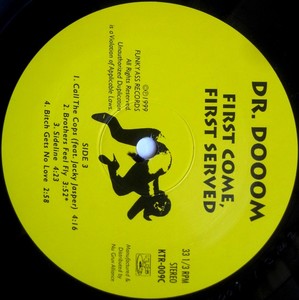 DR. DOOOM
FIRST COME,
FIRST SERVED
FUNKY ASS RECORDS
℗©1999
All Rights Reserved.
Unauthorized Duplication
is a Violation of Applicable Laws.
SIDE 3
1. Call The Cops (feat. Jacky Jasper) 4:16
2. Brothers Feel Fly 3:52*
3. Sideline 4:23
4. Bitch Gets No Love 2:58
33 1/3 RPM
STEREO
KTR-009C
Manufactured &
Distributed by
Nu Gruv Alliance.